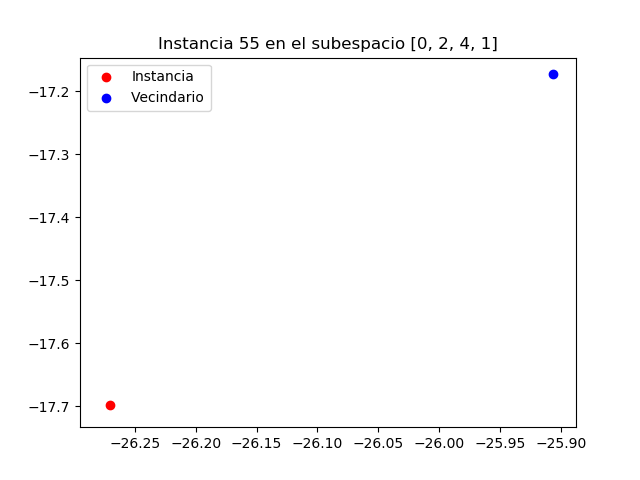 Instancia 55 en el subespacio [0, 2, 4, 1]
Instancia
Vecindario
−17.2
−17.3
−17.4
−17.5
−17.6
−17.7
−26.25 −26.20 −26.15 −26.10 −26.05 −26.00 −25.95 −25.90